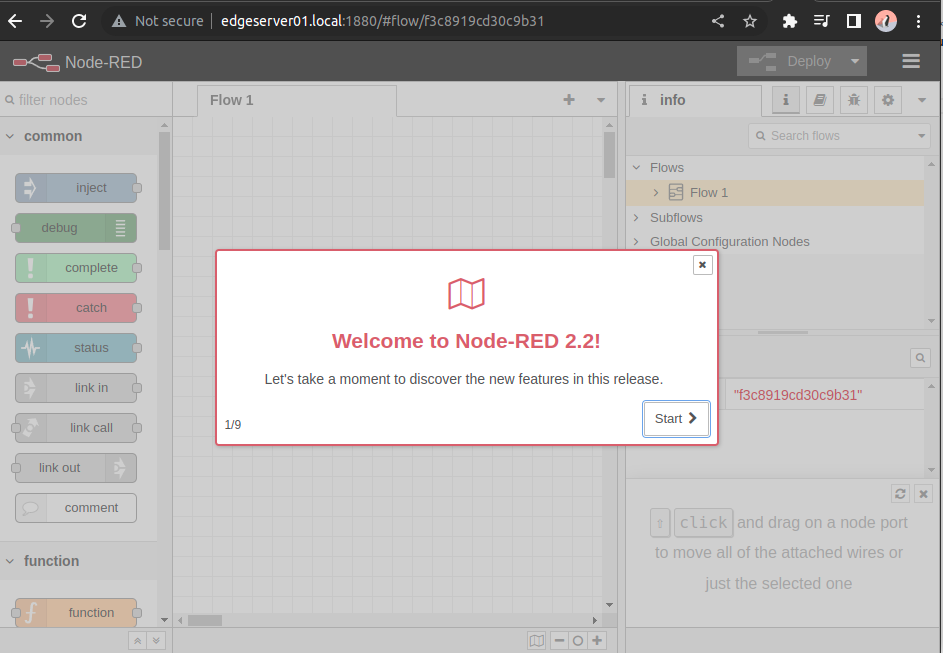 Not secure edgeserver01.local:1880/#flow/f3c8919cd30c9b31
Node-RED
Deploy
filter nodes
Flow 1
info
common
Search flows
inject
debug
complete
catch
status
link in
link call
link out
comment
function
function
Flows
Flow 1
Subflows
Global Configuration Nodes
Welcome to Node-RED 2.2!
Let's take a moment to discover the new features in this release.
1/9
Start
"f3c8919cd30c9b31"
click and drag on a node port
to move all of the attached wires or
just the selected one